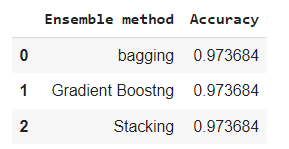 Ensemble method Accuracy
0 bagging 0.973684
1 Gradient Boostng 0.973684
2 Stacking 0.973684